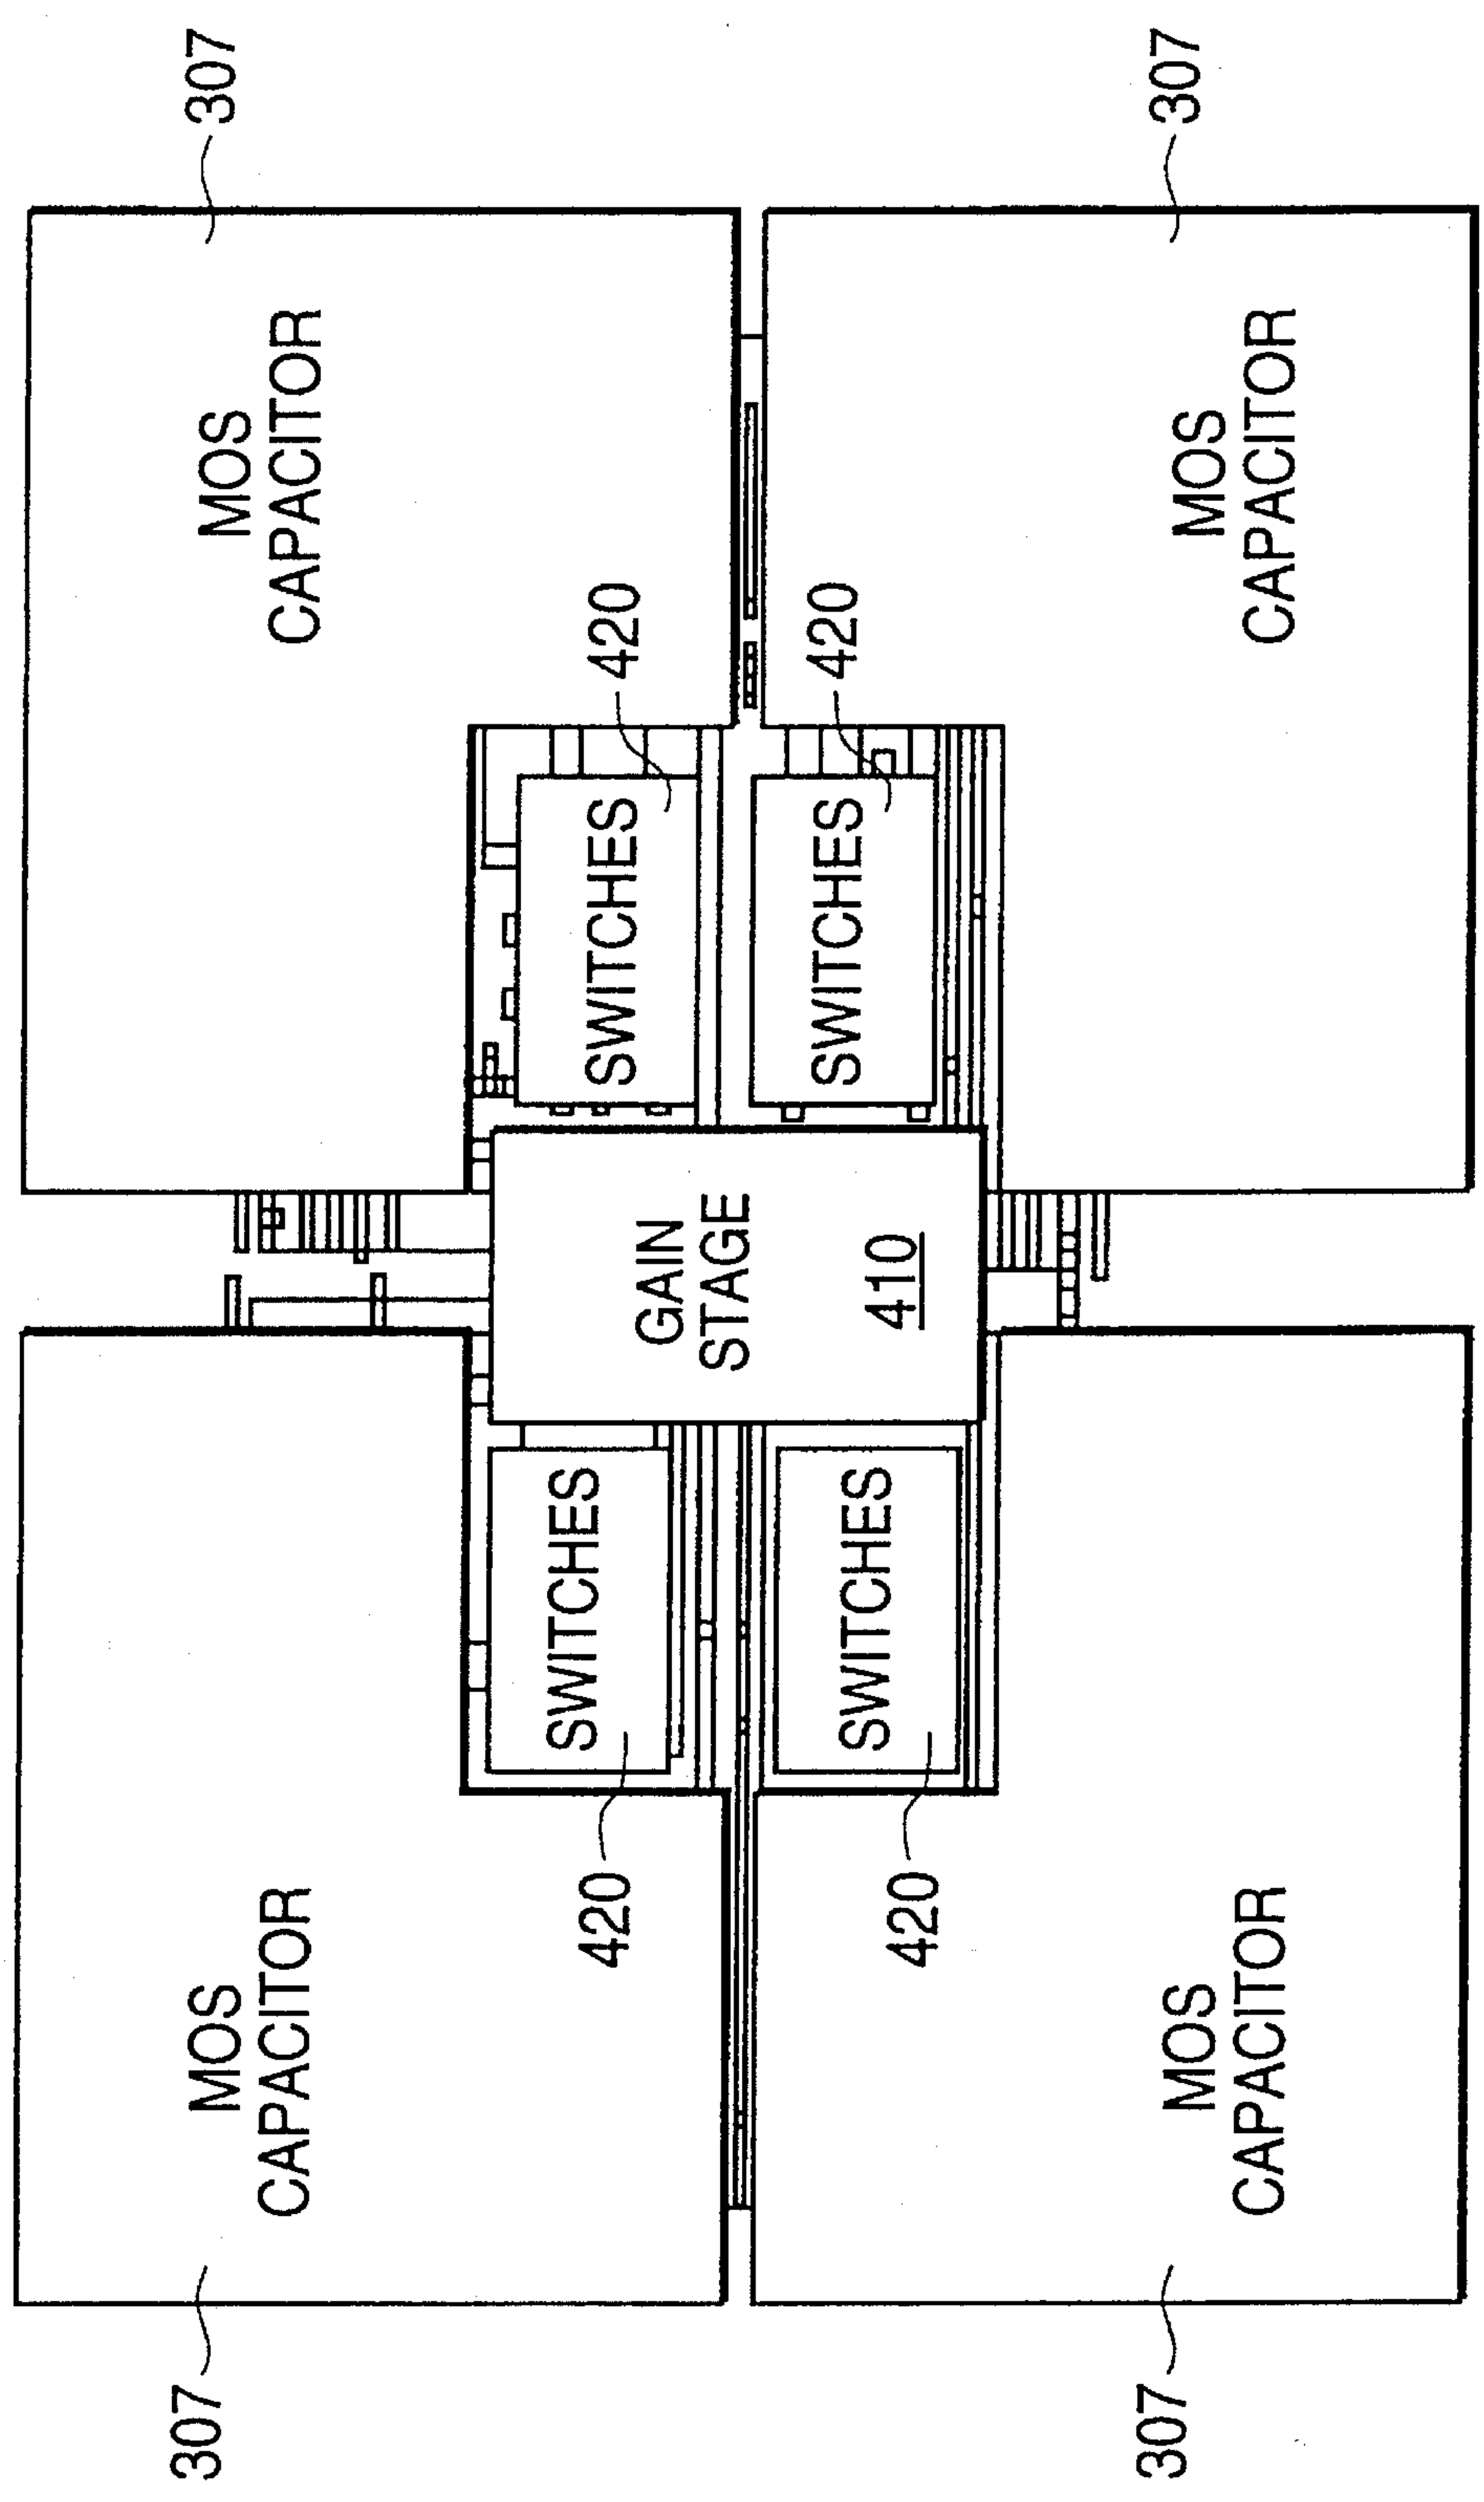 307
307
MOS
CAPACITOR
MOS
CAPACITOR
420
SWITCHES
SWITCHES
420
GAIN
STAGE
410
420
SWITCHES
SWITCHES
420
307
MOS
CAPACITOR
MOS
CAPACITOR
307